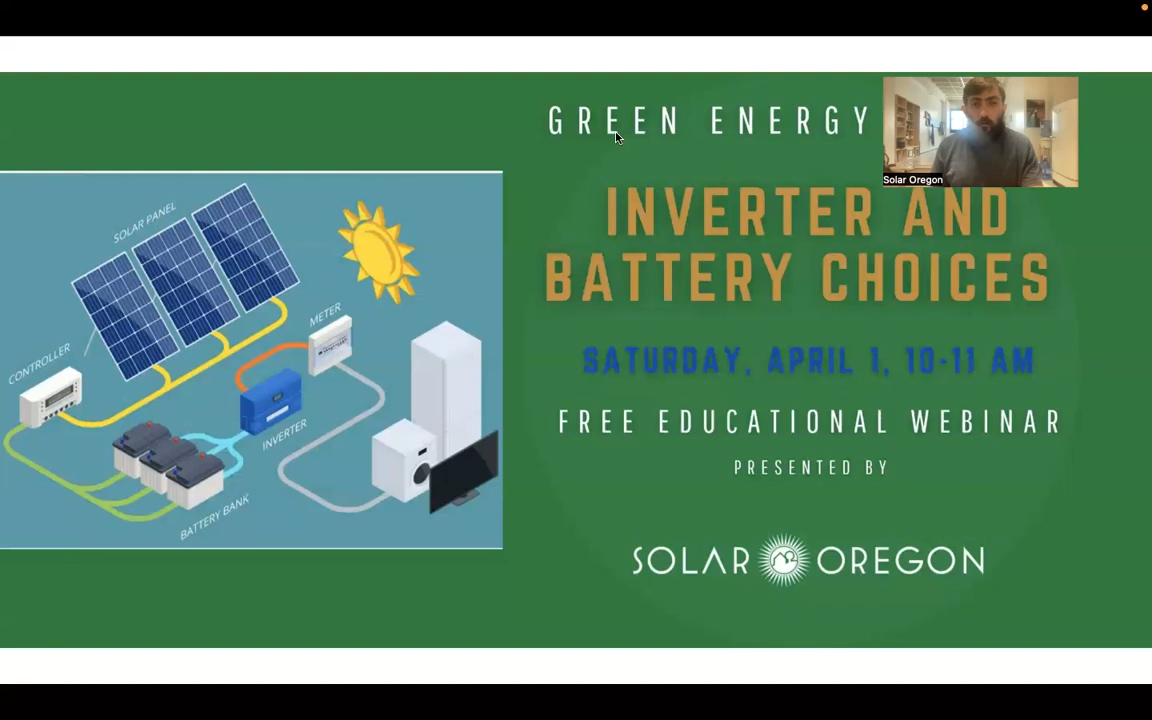 GREEN ENERGY
Solar Oregon
INVERTER AND
BATTERY CHOICES
SATURDAY, APRIL 1, 10-11 AM
FREE EDUCATIONAL WEBINAR
PRESENTED BY
SOLAR OREGON
SOLAR PANEL
METER
CONTROLLER
INVERTER
BATTERY BANK